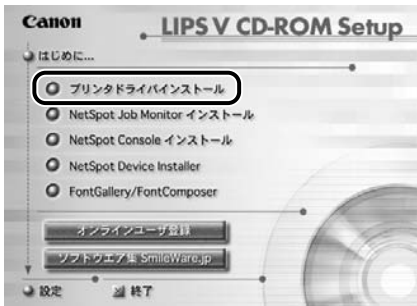 Canon
LIPS V CD-ROM Setup
はじめに...
プリンタドライバインストール
NetSpot Job Monitor インストール
NetSpot Console インストール
NetSpot Device Installer
FontGallery/FontComposer
オンラインユーザ登録
ソフトウエア集 SmileWare.jp
設定 終了